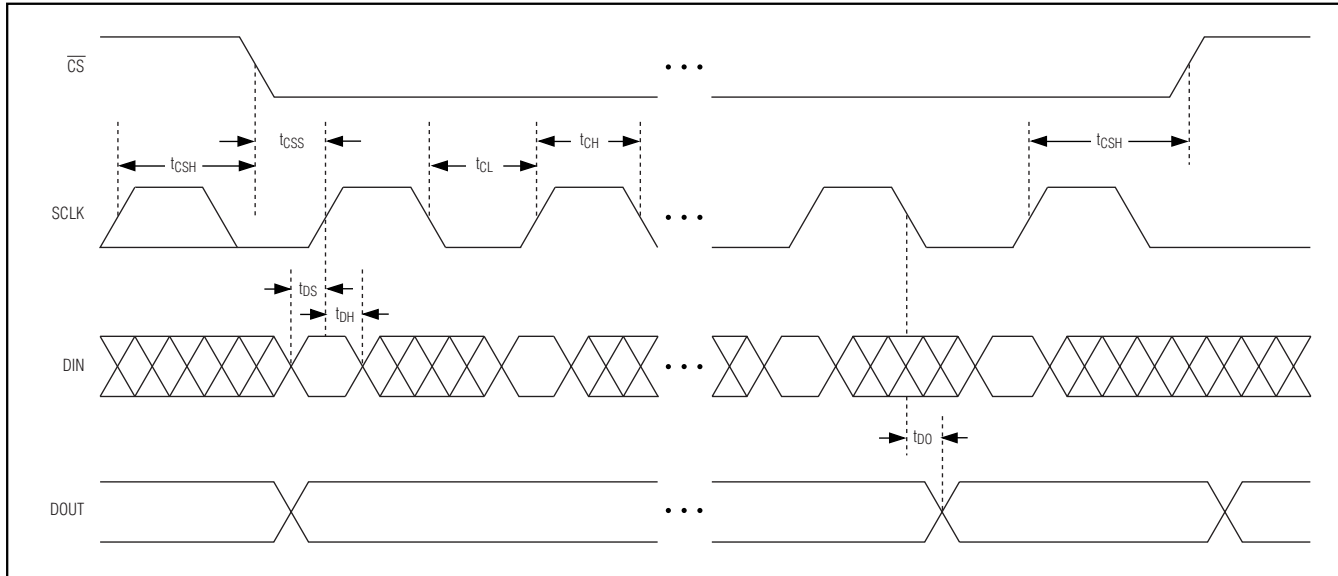 CS
tCSS
tCH
tCSH
tCSH
tCL
SCLK
tDS
tDH
DIN
tDO
DOUT